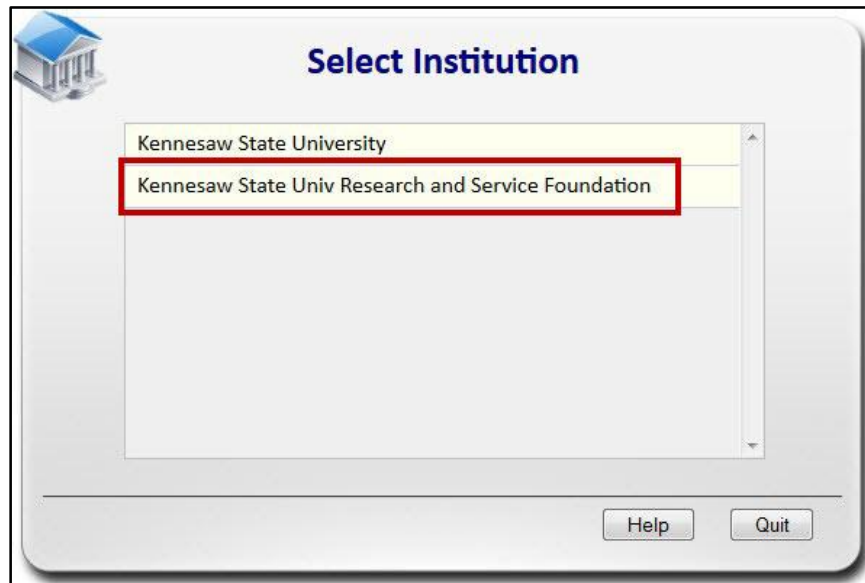 Select Institution
Kennesaw State University
Kennesaw State Univ Research and Service Foundation
Help
Quit